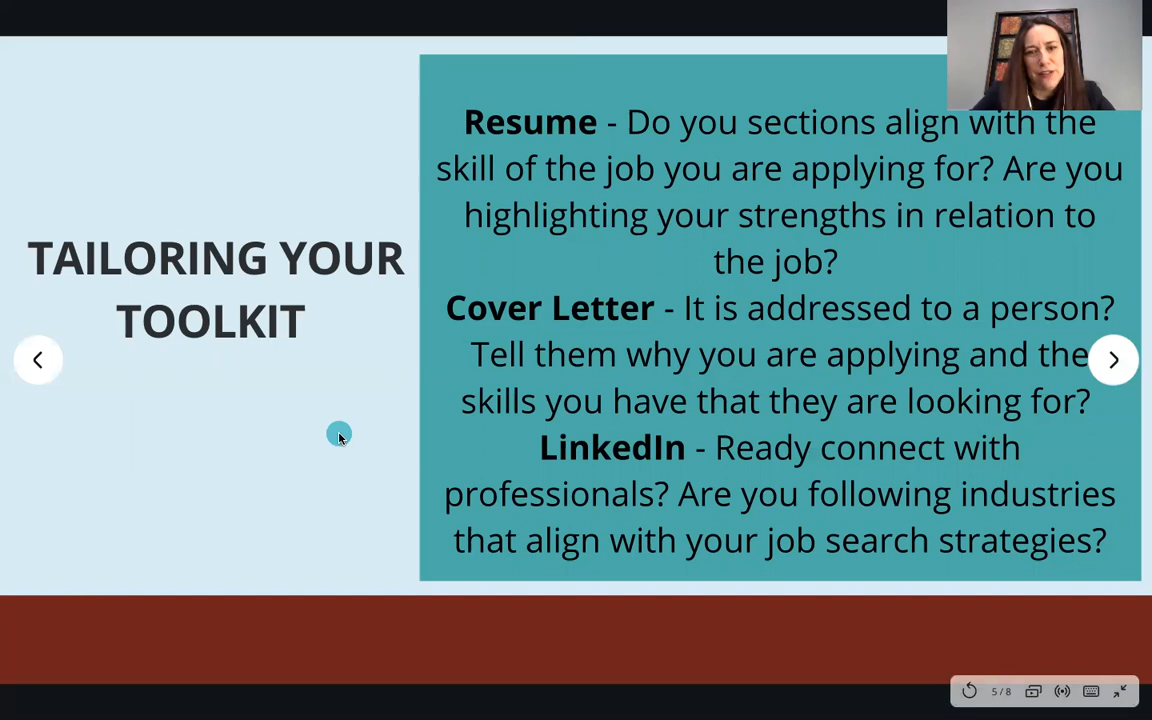 TAILORING YOUR
TOOLKIT
Resume - Do you sections align with the
skill of the job you are applying for? Are you
highlighting your strengths in relation to
the job?
Cover Letter - It is addressed to a person?
Tell them why you are applying and the
skills you have that they are looking for?
LinkedIn - Ready connect with
professionals? Are you following industries
that align with your job search strategies?
5/8